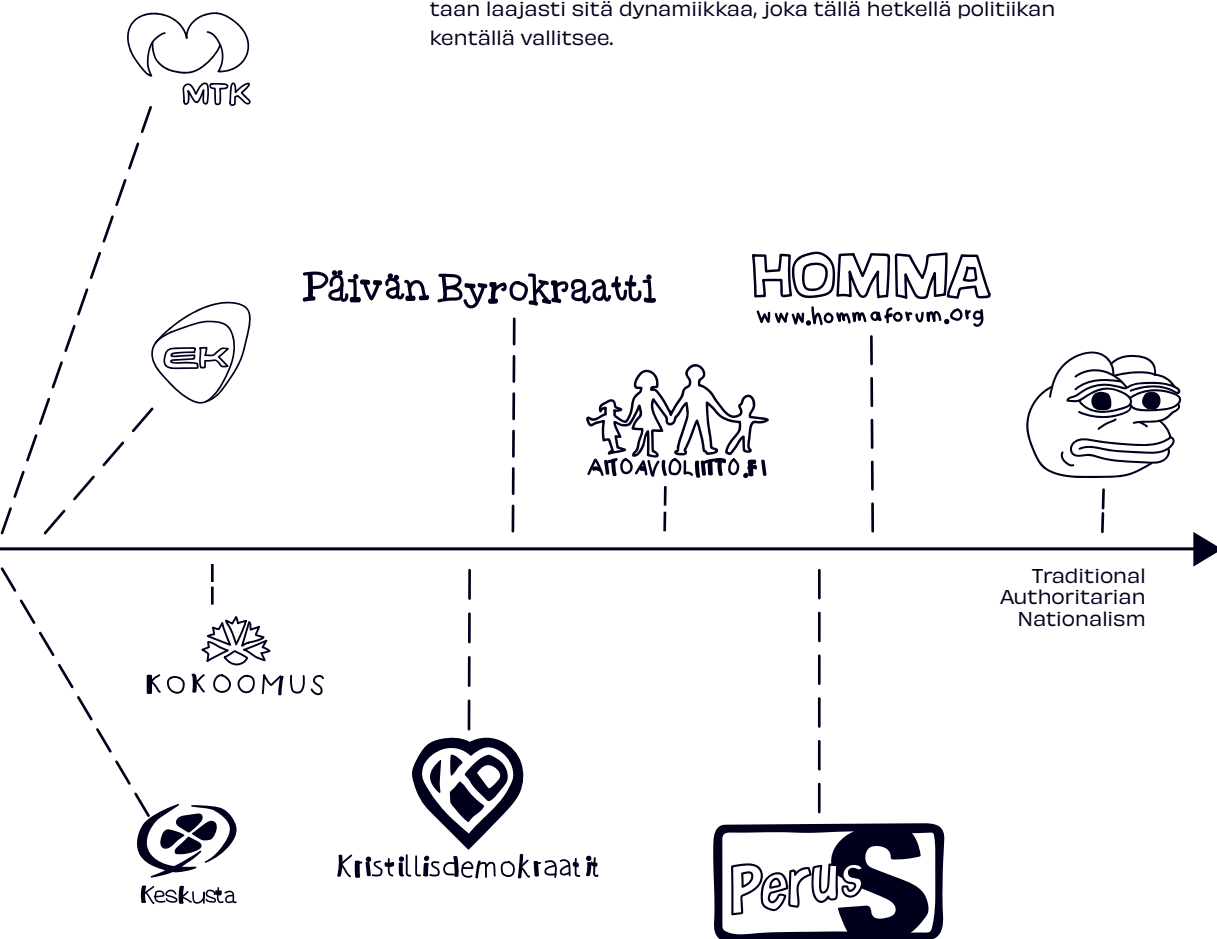 taan laajasti sitä dynamiikkaa, joka tällä hetkellä politiikan
kentällä vallitsee.
MTK
HOMMA
www.hommaforum.org
Päivän Byrokraatti
EK
AITOAVIOLIITTO.FI
Traditional
Authoritarian
Nationalism
KOKOOMUS
KD
Kristillisdemokraatit
Keskusta
PerusS